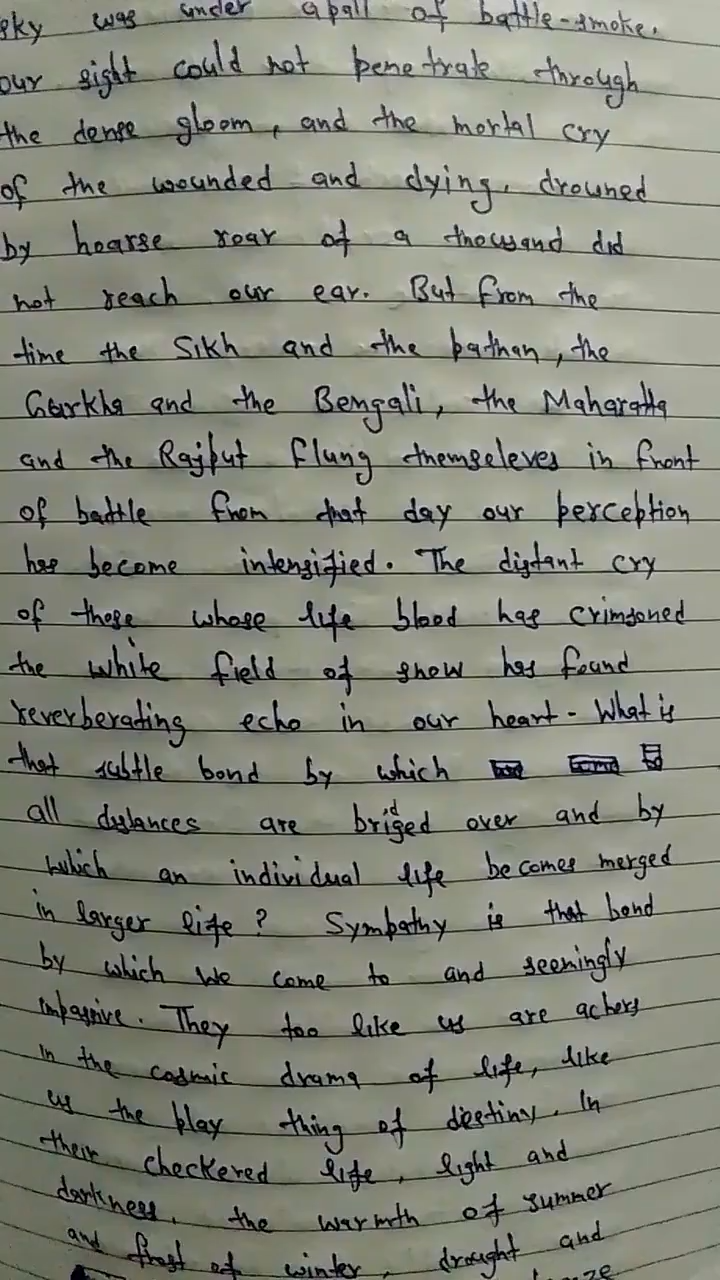 sky was under a pall of battle-smoke.
our sight could not penetrate through
the dense gloom, and the mortal cry
of the wounded and dying, drowned
by hoarse roar of a thousand did
not reach our ear. But from the
time the Sikh and the pathan, the
Gorkha and the Bengali, the Maharatta
and the Rajput flung themseleves in front
of battle from that day our perception
has become intensified. The distant cry
of those whose life blood has crimsoned
the white field of snow has found
reverberating echo in our heart - What is
that subtle bond by which
all distances are bridged over and by
which an individual life becomes merged
in larger life? Sympathy is that bond
by which we come to and seemingly
impassive. They too like us are actors
in the cosmic drama of life, like
us the play thing of destiny. In
their checkered life, light and
darkness, the warmth of summer
and frost of winter, drought and